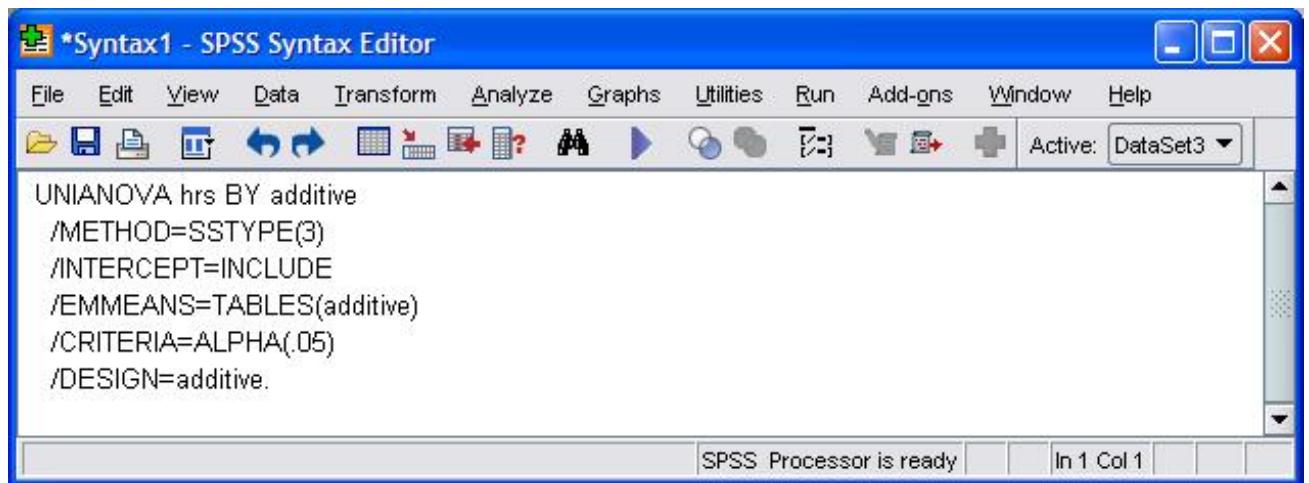 *Syntax1 - SPSS Syntax Editor
File Edit View Data Transform Analyze Graphs Utilities Run Add-ons Window Help
Active: DataSet3
UNIANOVA hrs BY additive
/METHOD=SSTYPE(3)
/INTERCEPT=INCLUDE
/EMMEANS=TABLES(additive)
/CRITERIA=ALPHA(.05)
/DESIGN=additive.
SPSS Processor is ready In 1 Col 1